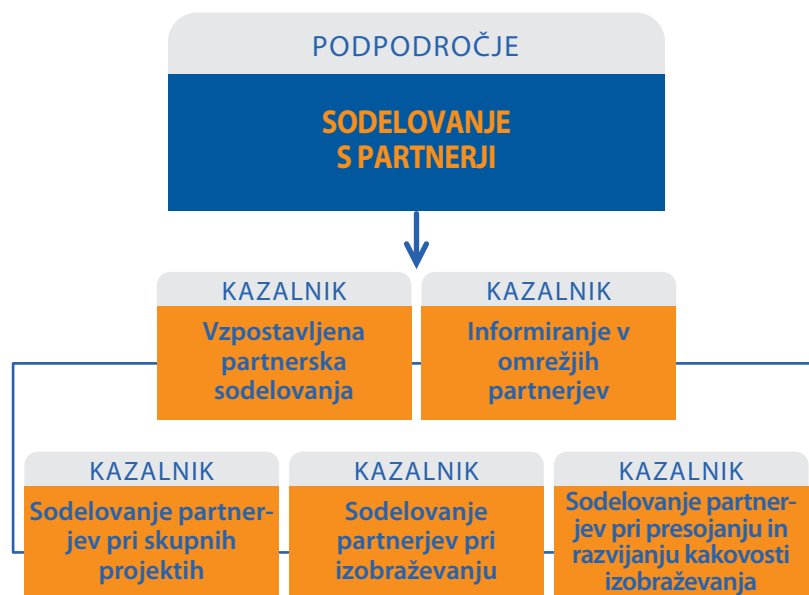 PODPODROČJE
SODELOVANJE
S PARTNERJI
KAZALNIK
Vzpostavljena
partnerska
sodelovanja
KAZALNIK
Informiranje v
omrežjih
partnerjev
KAZALNIK
Sodelovanje partner-
jev pri skupnih
projektih
KAZALNIK
Sodelovanje
partnerjev pri
izobraževanju
KAZALNIK
Sodelovanje partner-
jev pri presojanju in
razvijanju kakovosti
izobraževanja